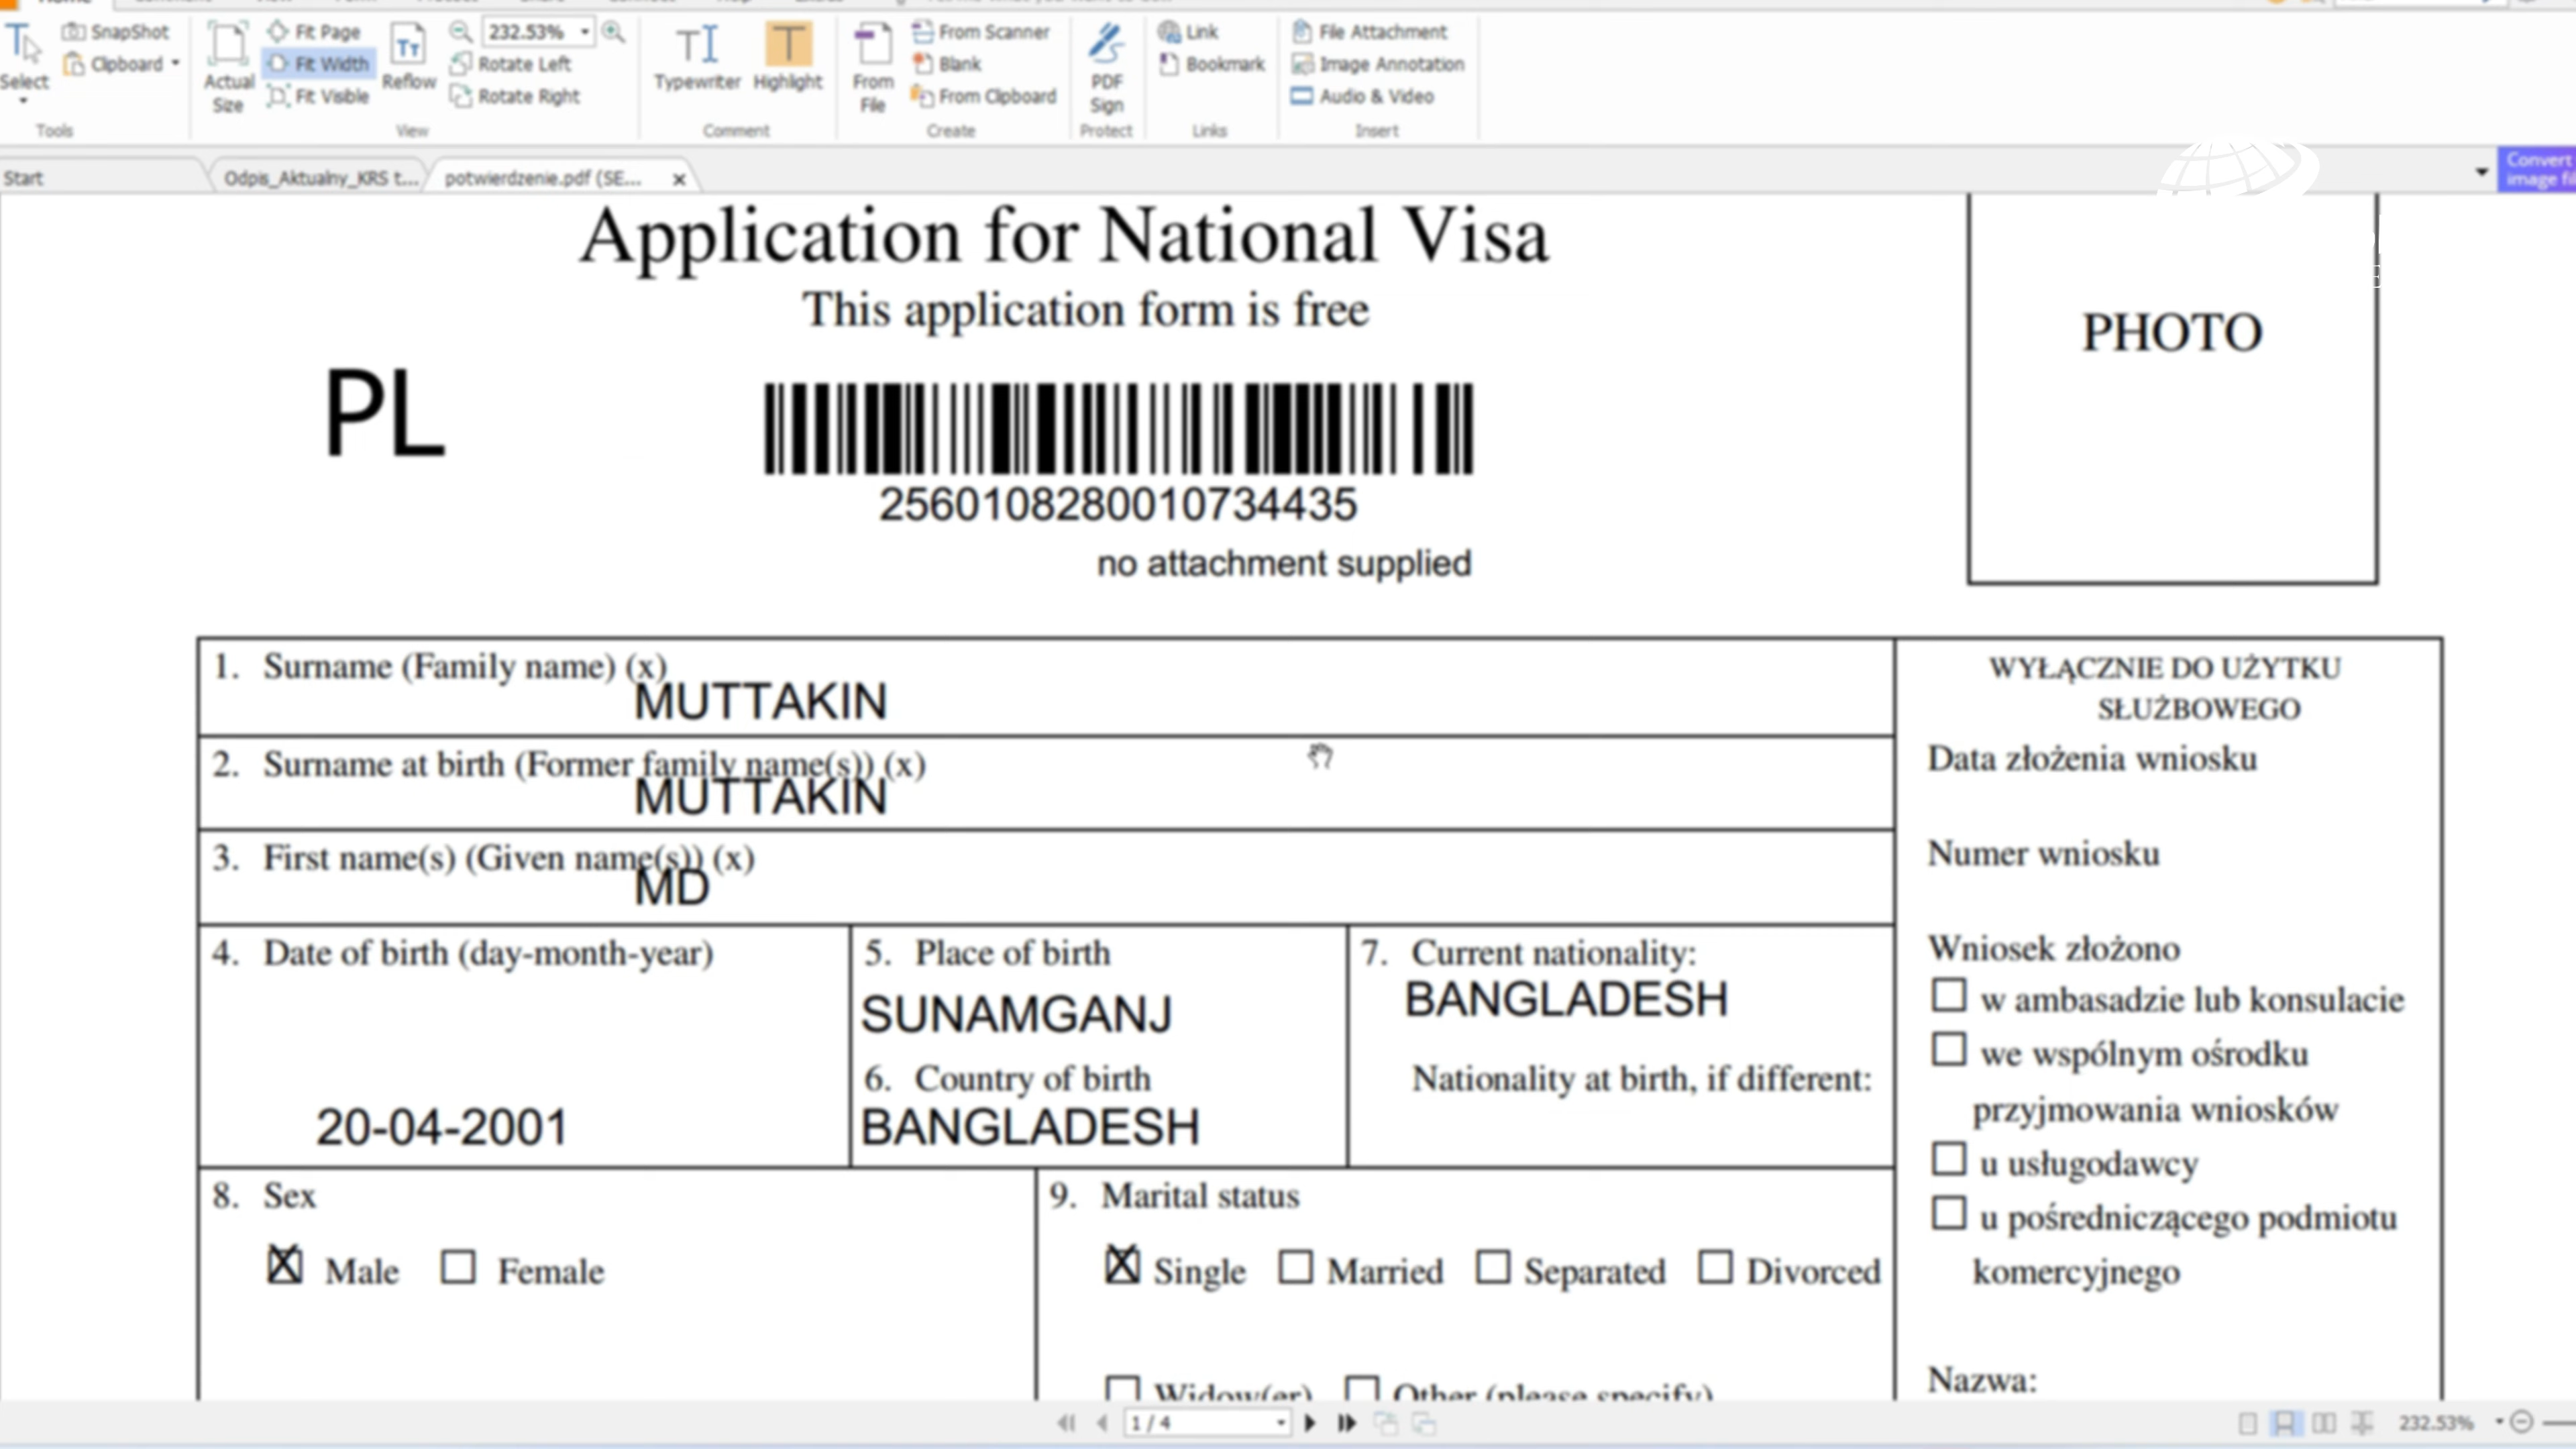 SnapShot
Clipboard
Select
Tools
Actual Size
Fit Page
Fit Width
Fit Visible
Reflow
232.53%
Rotate Left
Rotate Right
View
Typewriter
Highlight
Comment
From File
From Scanner
Blank
From Clipboard
Create
PDF Sign
Protect
Link
Bookmark
Links
File Attachment
Image Annotation
Audio & Video
Insert
Start
Odpis_Aktualny_KRS t...
potwierdzenie.pdf (SE...
Convert
image fil
Application for National Visa
This application form is free
PL
PHOTO
2560108280010734435
no attachment supplied
1. Surname (Family name) (x)
MUTTAKIN
2. Surname at birth (Former family name(s)) (x)
MUTTAKIN
3. First name(s) (Given name(s)) (x)
MD
4. Date of birth (day-month-year)
20-04-2001
5. Place of birth
SUNAMGANJ
6. Country of birth
BANGLADESH
7. Current nationality:
BANGLADESH
Nationality at birth, if different:
8. Sex
X Male Female
9. Marital status
X Single Married Separated Divorced
Widow(er) Other (please specify)
WYŁĄCZNIE DO UŻYTKU
SŁUŻBOWEGO
Data złożenia wniosku
Numer wniosku
Wniosek złożono
w ambasadzie lub konsulacie
we wspólnym ośrodku
przyjmowania wniosków
u usługodawcy
u pośredniczącego podmiotu
komercyjnego
Nazwa:
1 / 4
232.53%